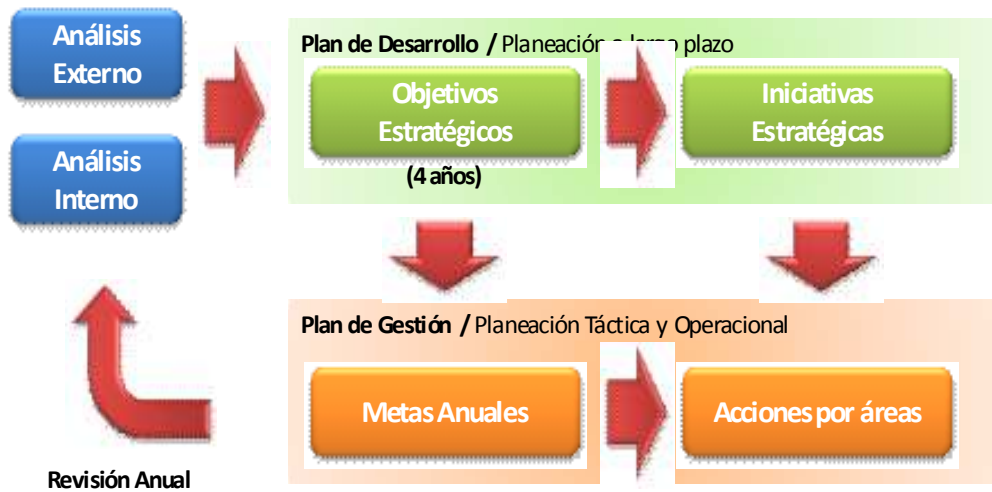 Análisis
Externo
Análisis
Interno
Plan de Desarrollo / Planeación a largo plazo
Objetivos
Estratégicos
(4 años)
Iniciativas
Estratégicas
Plan de Gestión / Planeación Táctica y Operacional
Metas Anuales
Acciones por áreas
Revisión Anual